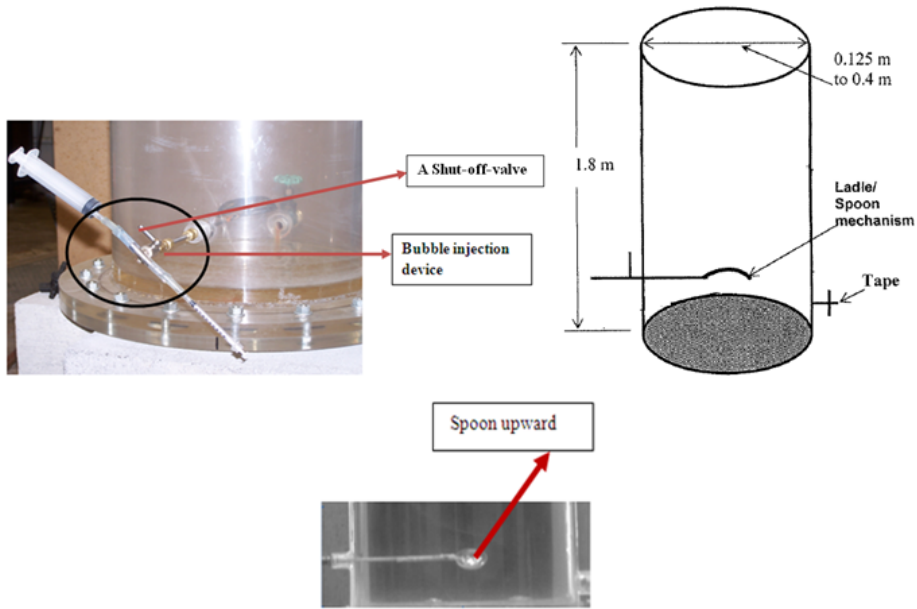 A Shut-off-valve
Bubble injection
device
0.125 m
to 0.4 m
1.8 m
Ladle/
Spoon
mechanism
Tape
Spoon upward